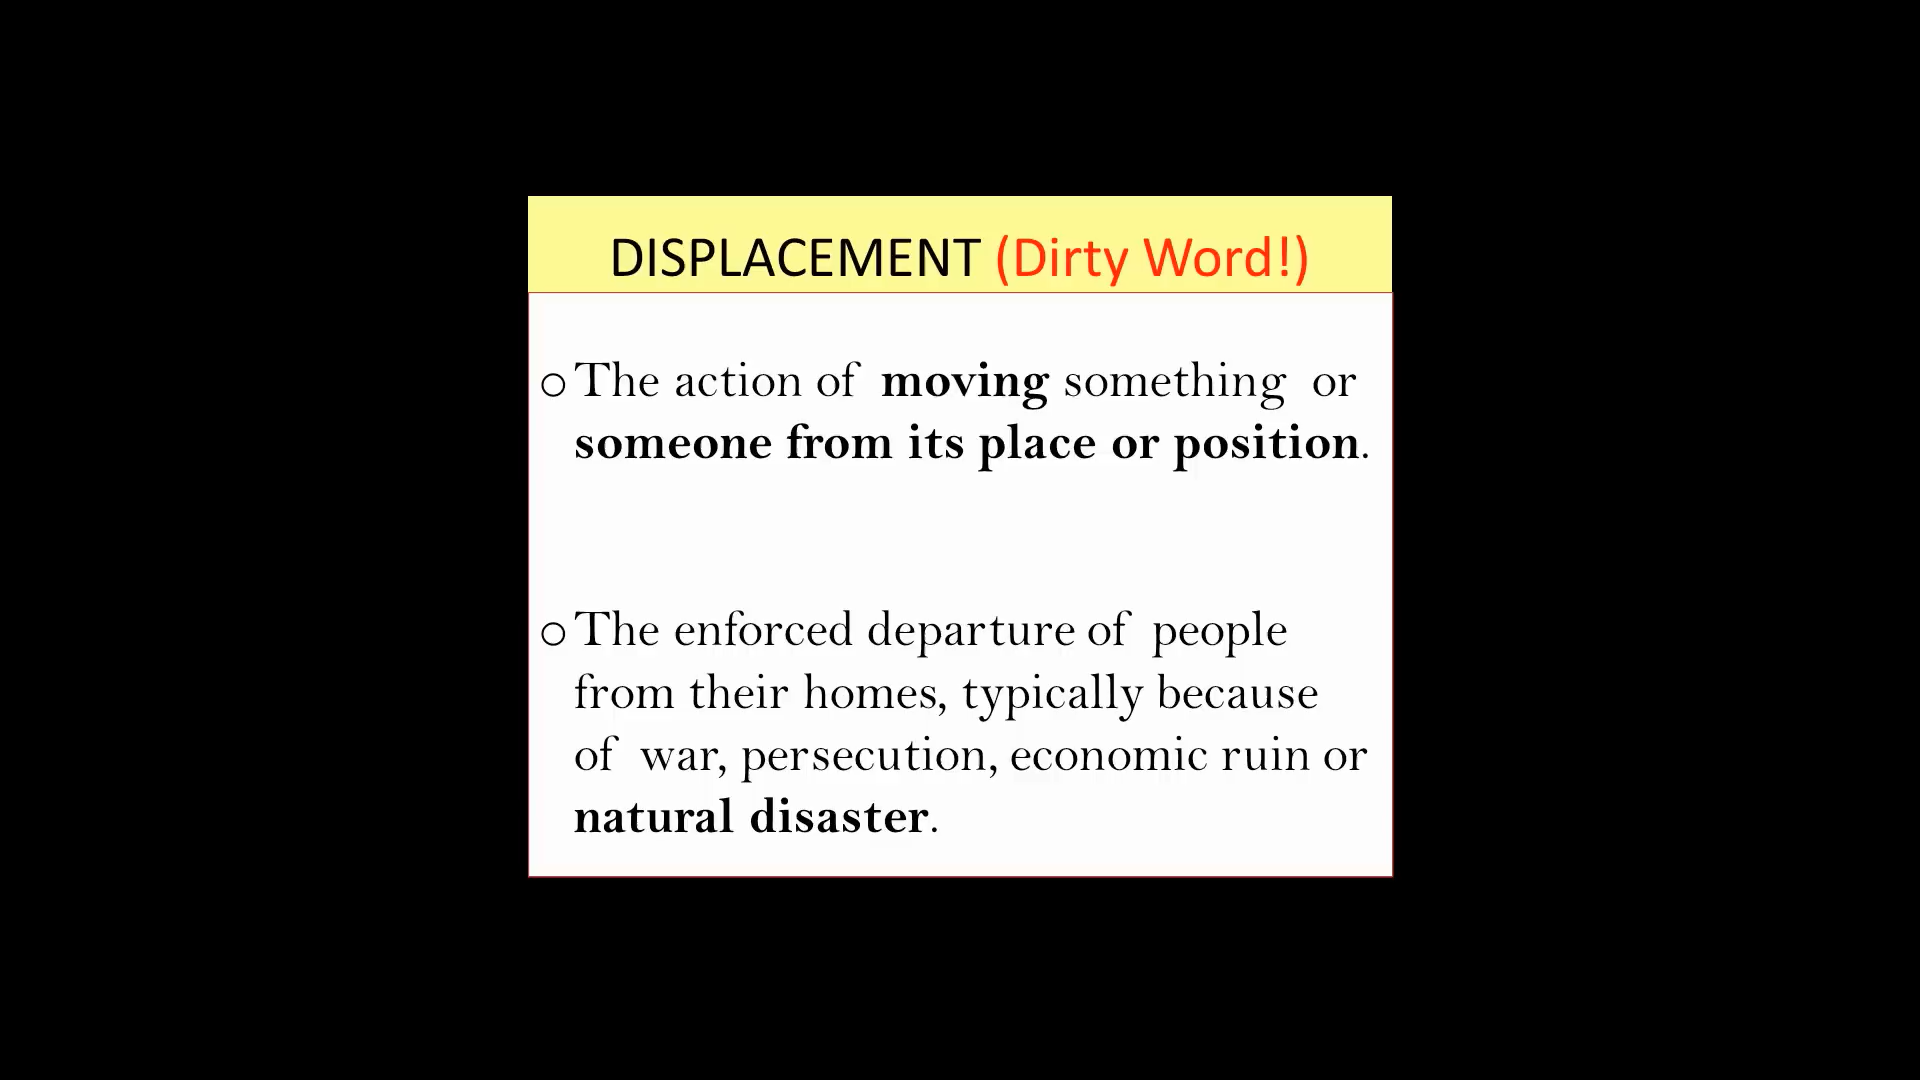 DISPLACEMENT (Dirty Word!)
○ The action of moving something or
someone from its place or position.
○ The enforced departure of people
from their homes, typically because
of war, persecution, economic ruin or
natural disaster.